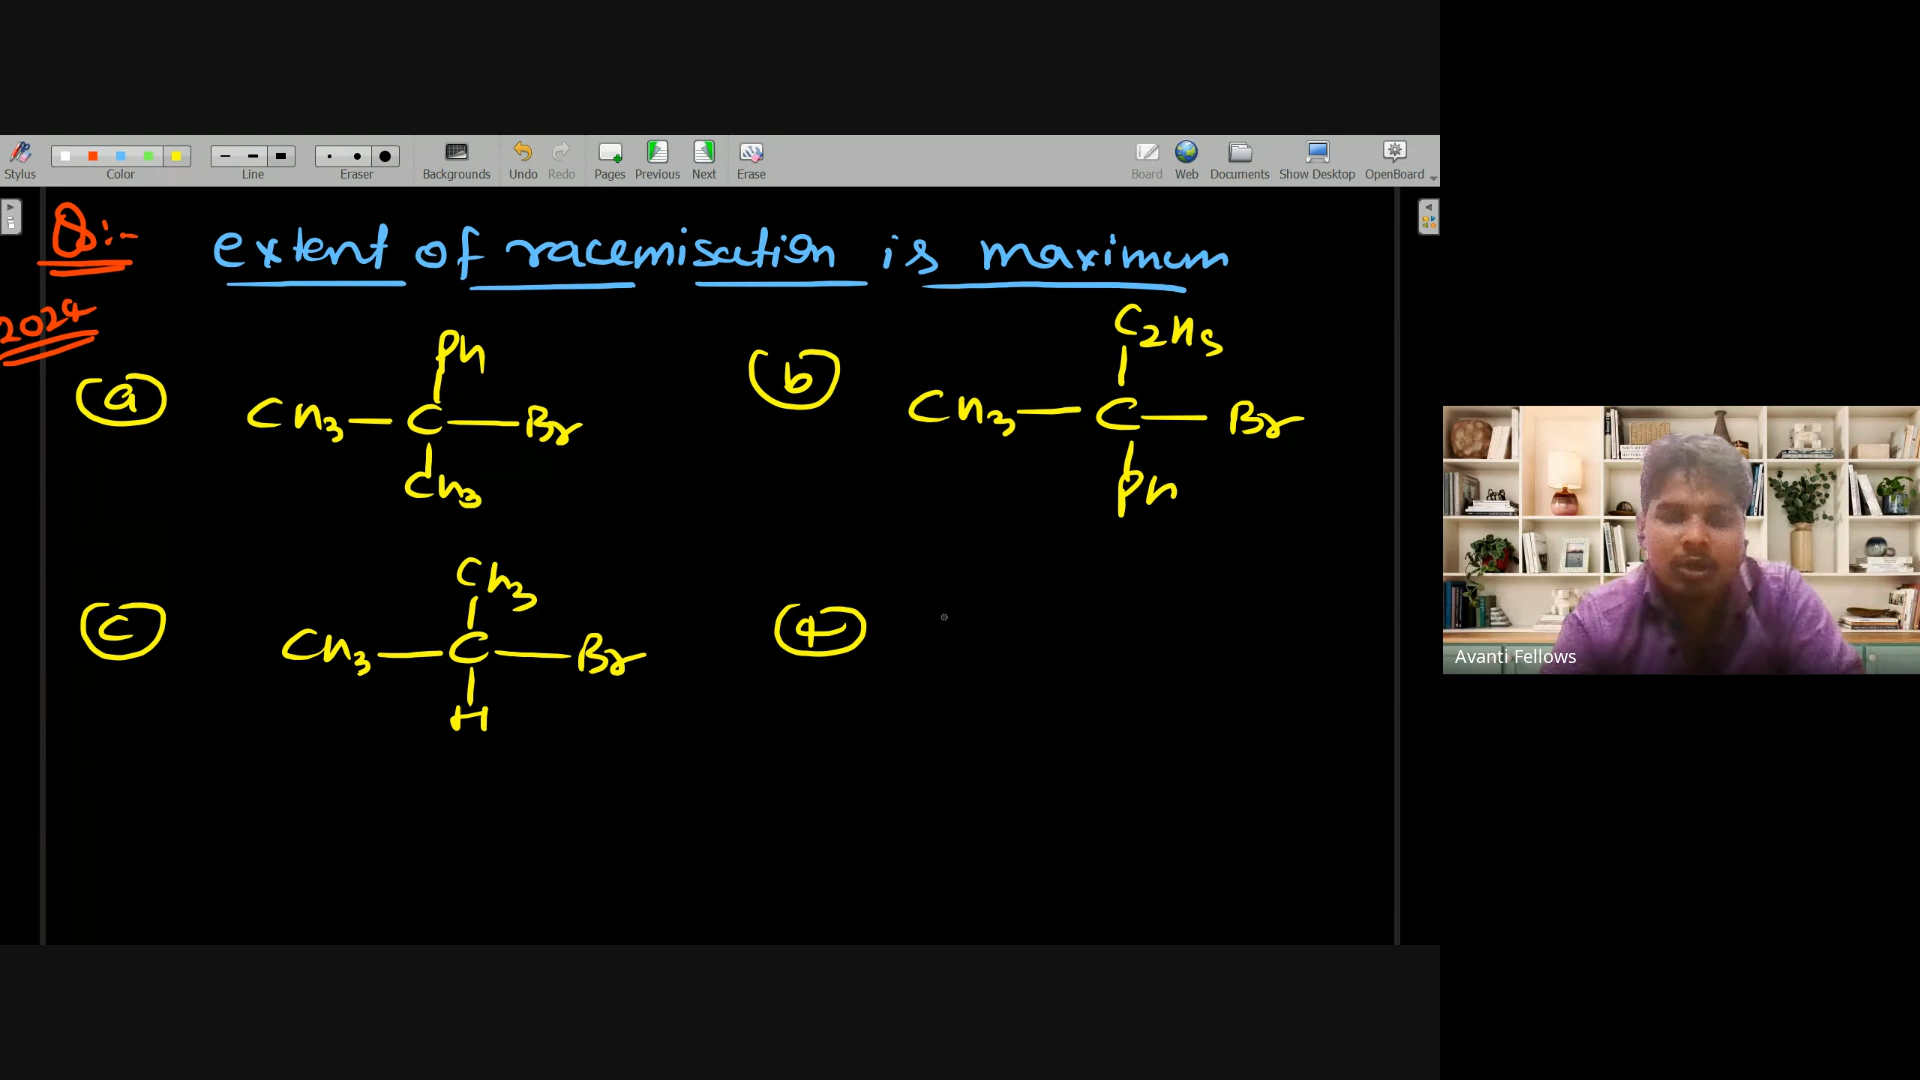 Stylus Color Line Eraser Backgrounds Undo Redo Pages Previous Next Erase Board Web Documents Show Desktop OpenBoard
Q:- extent of racemisation is maximum
2024
(a)
Ph
CH3—C—Br
CH3
(b)
C2H5
CH3—C—Br
Ph
(c)
CH3
CH3—C—Br
H
(d)
Avanti Fellows